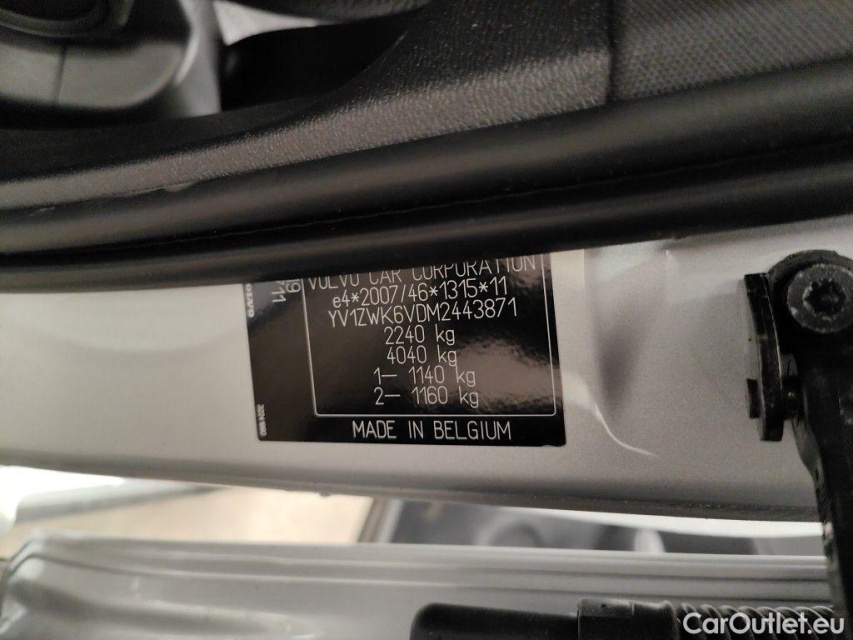 VOLVO CAR CORPORATION
e4*2007/46*1315*11
YV1ZWK6VDM2443871
2240 kg
4040 kg
1– 1140 kg
2– 1160 kg
MADE IN BELGIUM
CarOutlet.eu